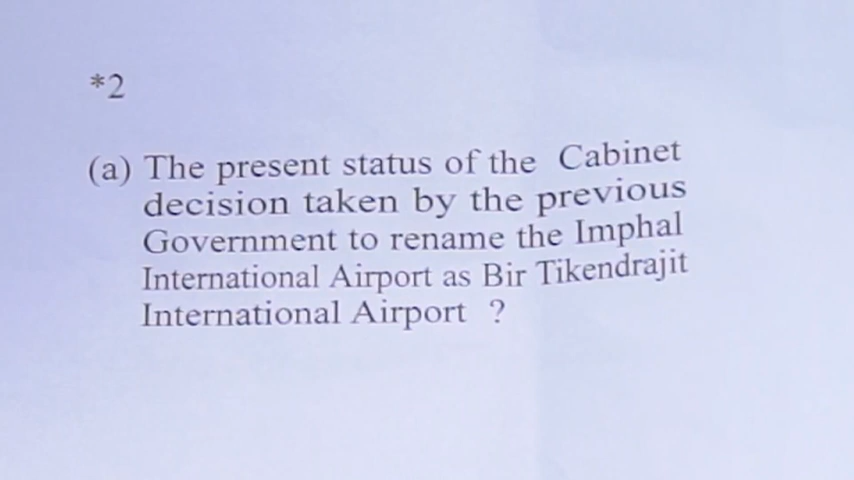 *2
(a) The present status of the Cabinet
decision taken by the previous
Government to rename the Imphal
International Airport as Bir Tikendrajit
International Airport ?